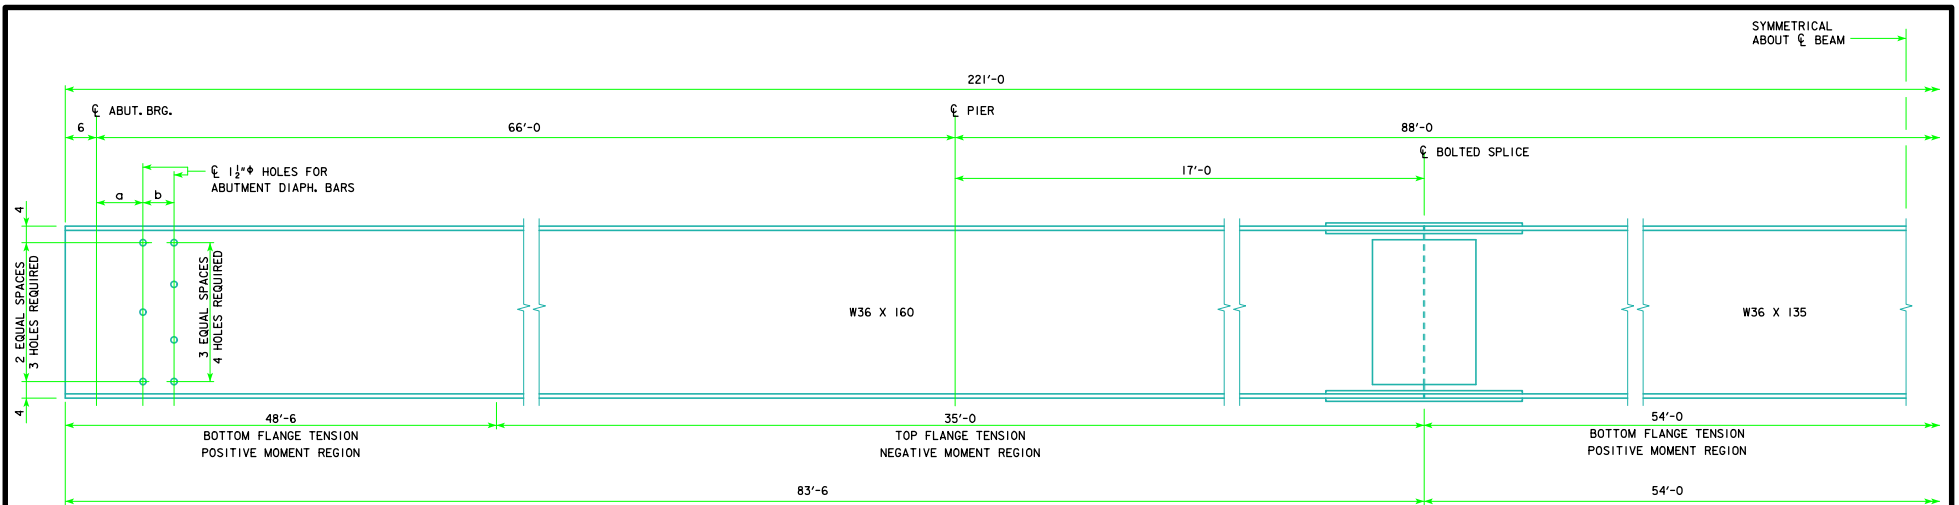 SYMMETRICAL
ABOUT ℄ BEAM
221'-0
℄ ABUT. BRG.
℄ PIER
6
66'-0
88'-0
℄ BOLTED SPLICE
℄ 1½"ϕ HOLES FOR
ABUTMENT DIAPH. BARS
17'-0
a
b
4
2 EQUAL SPACES
3 HOLES REQUIRED
3 EQUAL SPACES
4 HOLES REQUIRED
W36 X 160
W36 X 135
4
48'-6
BOTTOM FLANGE TENSION
POSITIVE MOMENT REGION
35'-0
TOP FLANGE TENSION
NEGATIVE MOMENT REGION
54'-0
BOTTOM FLANGE TENSION
POSITIVE MOMENT REGION
83'-6
54'-0